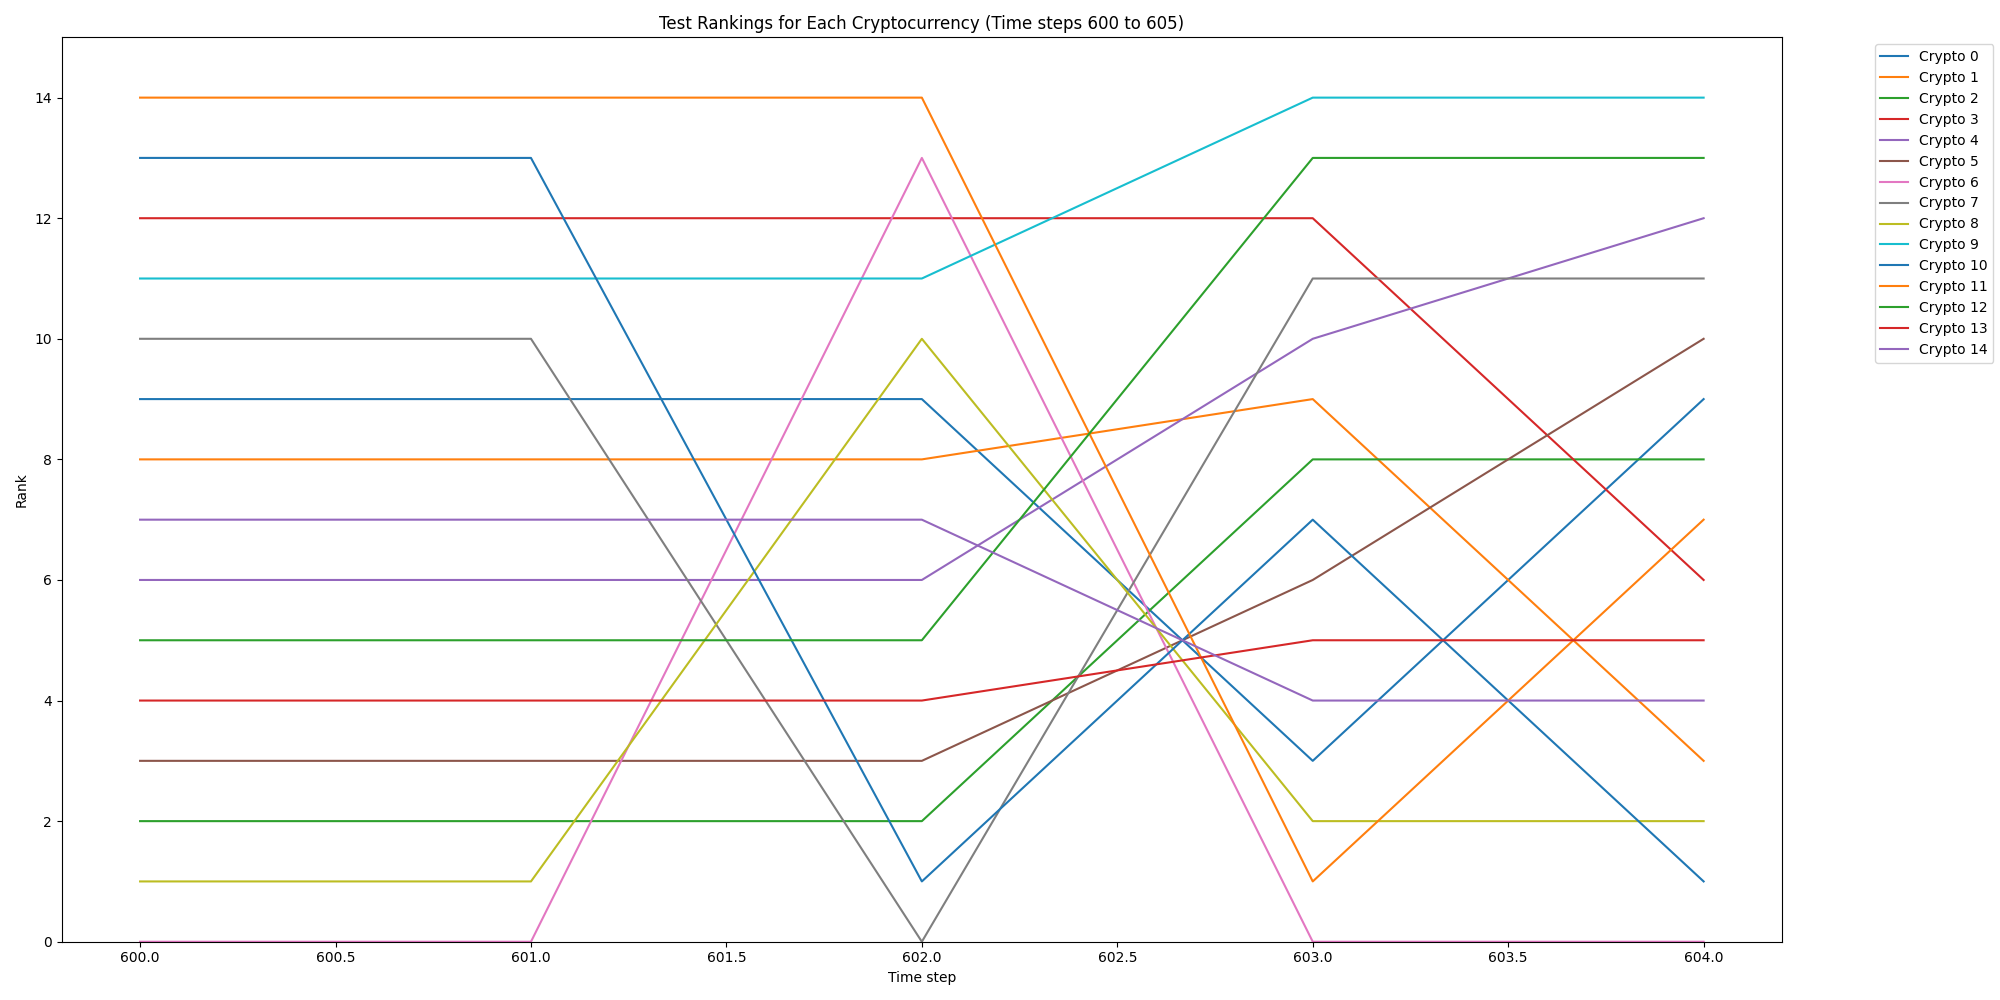 Test Rankings for Each Cryptocurrency (Time steps 600 to 605)
Rank
14
12
10
8
6
4
2
0
600.0 600.5 601.0 601.5 602.0 602.5 603.0 603.5 604.0
Time step
Crypto 0
Crypto 1
Crypto 2
Crypto 3
Crypto 4
Crypto 5
Crypto 6
Crypto 7
Crypto 8
Crypto 9
Crypto 10
Crypto 11
Crypto 12
Crypto 13
Crypto 14